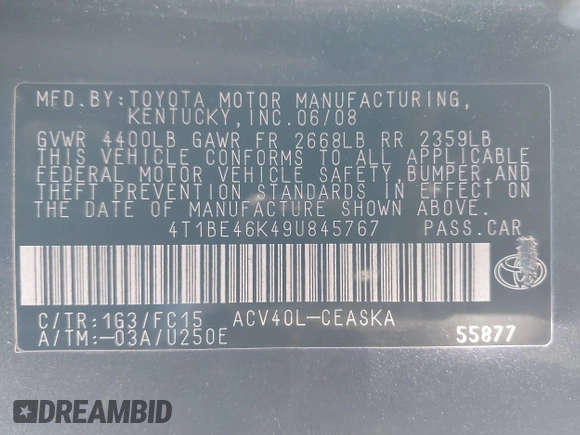 MFD.BY:TOYOTA MOTOR MANUFACTURING,
KENTUCKY,INC.06/08
GVWR 4400LB GAWR FR 2668LB RR 2359LB
THIS VEHICLE CONFORMS TO ALL APPLICABLE
FEDERAL MOTOR VEHICLE SAFETY,BUMPER,AND
THEFT PREVENTION STANDARDS IN EFFECT ON
THE DATE OF MANUFACTURE SHOWN ABOVE.
4T1BE46K49U845767 PASS.CAR
C/TR:1G3/FC15 ACV40L-CEASKA
A/TM:-03A/U250E 55877
DREAMBID